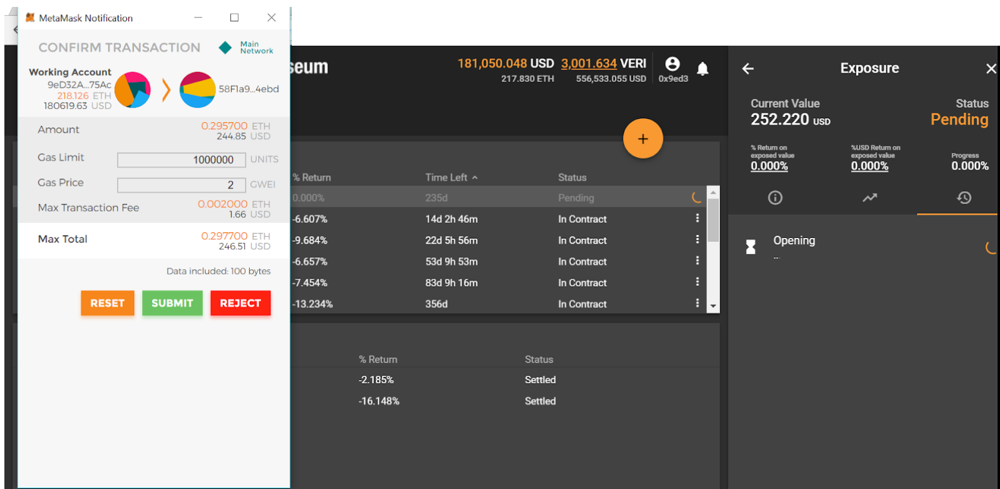 MetaMask Notification
CONFIRM TRANSACTION
Main
Network
Working Account
9eD32A...75Ac
218.126 ETH
180619.63 USD
58F1a9...4ebd
Amount
0.295700 ETH
244.85 USD
Gas Limit
1000000 UNITS
Gas Price
2 GWEI
Max Transaction Fee
0.002000 ETH
1.66 USD
Max Total
0.297700 ETH
246.51 USD
Data included: 100 bytes
RESET SUBMIT REJECT
seum
181,050.048 USD 3,001.634 VERI
217.830 ETH 556,533.055 USD 0x9ed3
+
% Return Time Left Status
0.000% 235d Pending
-6.607% 14d 2h 46m In Contract
-9.684% 22d 5h 56m In Contract
-6.657% 53d 9h 53m In Contract
-7.454% 83d 9h 16m In Contract
-13.234% 356d In Contract
% Return Status
-2.185% Settled
-16.148% Settled
Exposure
Current Value Status
252.220 USD Pending
% Return on
exposed value
0.000%
%USD Return on
exposed value
0.000%
Progress
0.000%
Opening
--